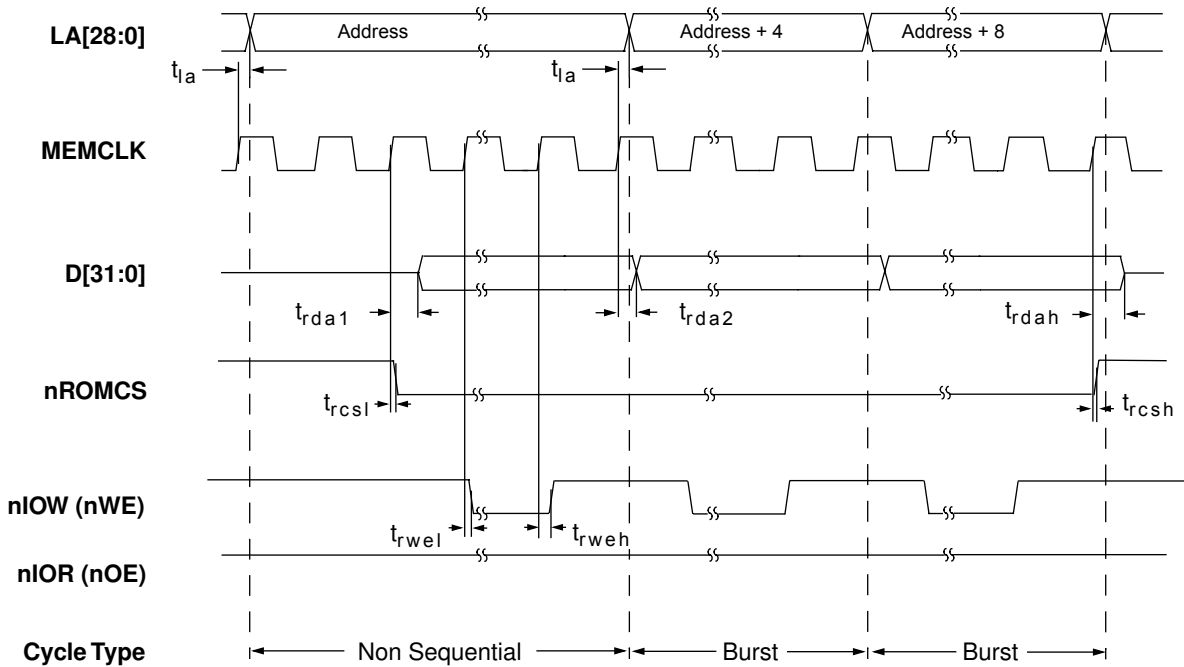 LA[28:0]
Address
Address + 4
Address + 8
tla
tla
MEMCLK
D[31:0]
trda1
trda2
trdah
nROMCS
trcsl
trcsh
nIOW (nWE)
trwel
trweh
nIOR (nOE)
Cycle Type
Non Sequential
Burst
Burst